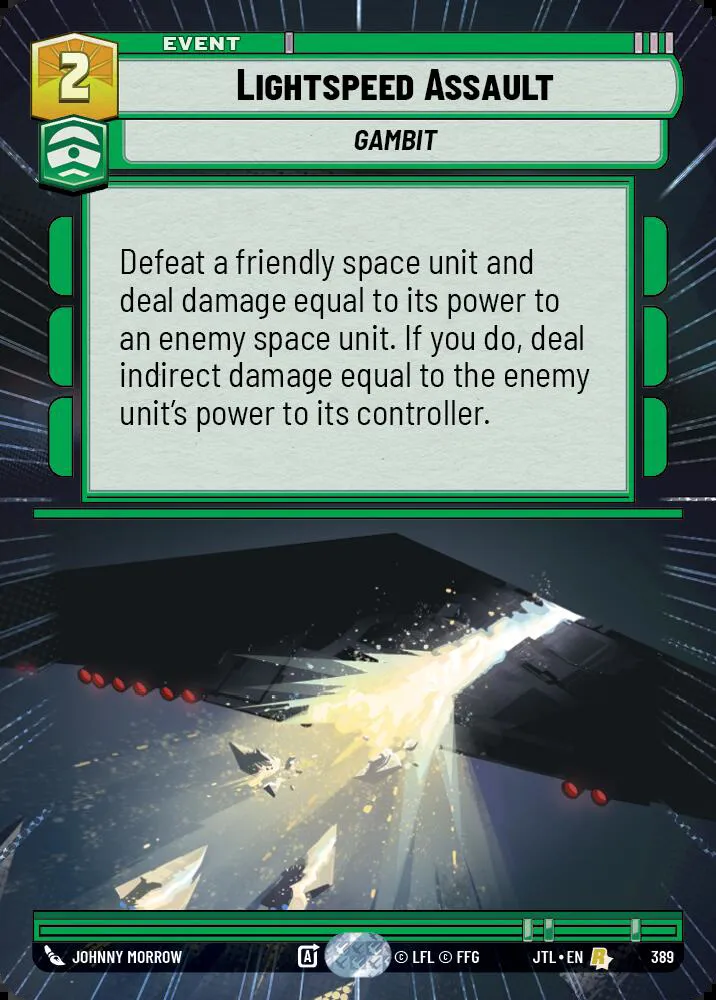 EVENT
2
LIGHTSPEED ASSAULT
GAMBIT
Defeat a friendly space unit and
deal damage equal to its power to
an enemy space unit. If you do, deal
indirect damage equal to the enemy
unit's power to its controller.
JOHNNY MORROW
A
© LFL © FFG
JTL • EN
R
389